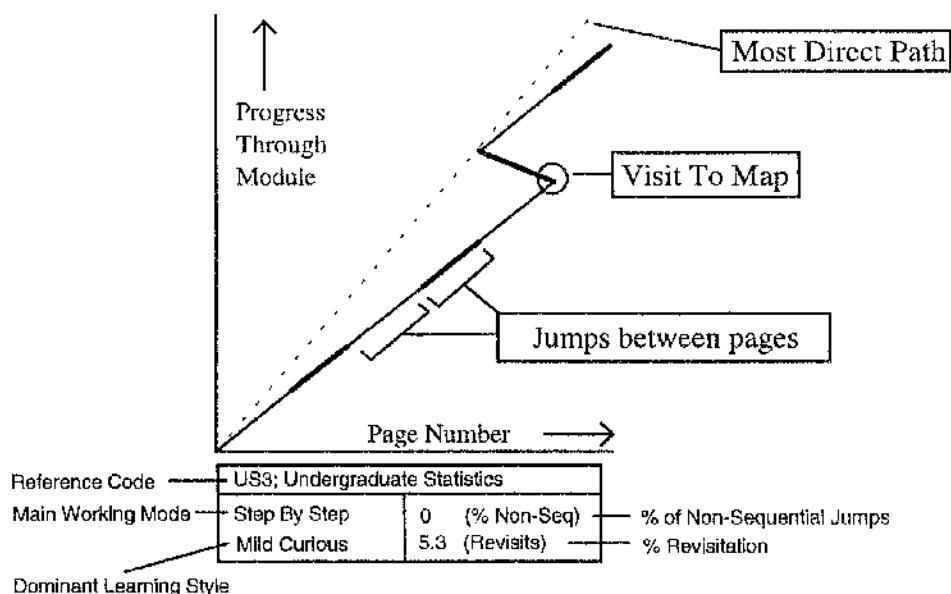 Most Direct Path
Progress
Through
Module
Visit To Map
Jumps between pages
Page Number
Reference Code
US3; Undergraduate Statistics
Main Working Mode
Step By Step
0 (% Non-Seq)
% of Non-Sequential Jumps
Mild Curious
5.3 (Revisits)
% Revisitation
Dominant Learning Style